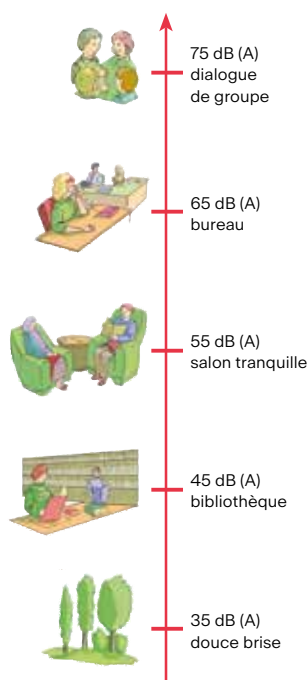 75 dB (A)
dialogue
de groupe
65 dB (A)
bureau
55 dB (A)
salon tranquille
45 dB (A)
bibliothèque
35 dB (A)
douce brise